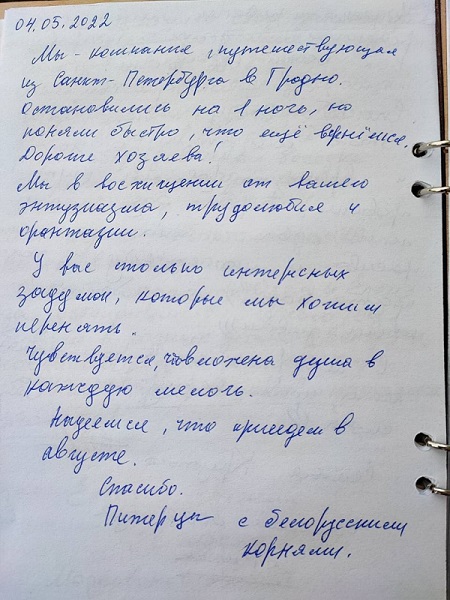 04.05.2022
Мы - компания, путешествующая
из Санкт-Петербурга в Гродно.
Остановились на 1 ночь, но
поняли быстро, что ещё вернёмся.
Дорогие хозяева!
Мы в восхищении от вашего
энтузиазма, трудолюбия и
фантазии.
У вас столько интересных
задумок, которые мы хотим
перенять.
Чувствуется, что вложена душа в
каждую мелочь.
Надеемся, что приедем в
августе.
Спасибо.
Питерцы с белорусскими
корнями.